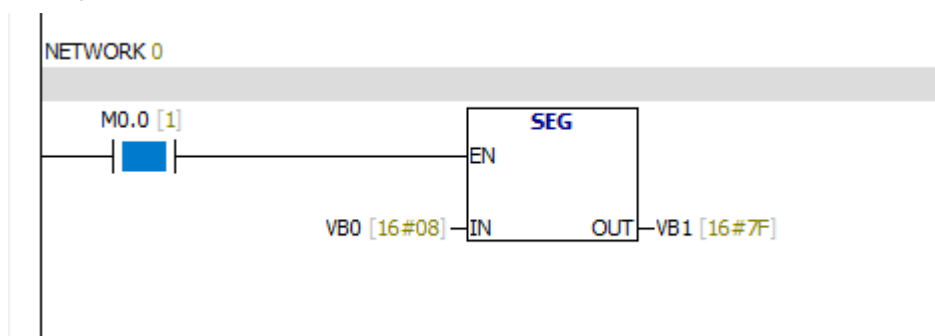 NETWORK 0
M0.0 [1]
SEG
EN
VB0 [16#08] IN OUT VB1 [16#7F]